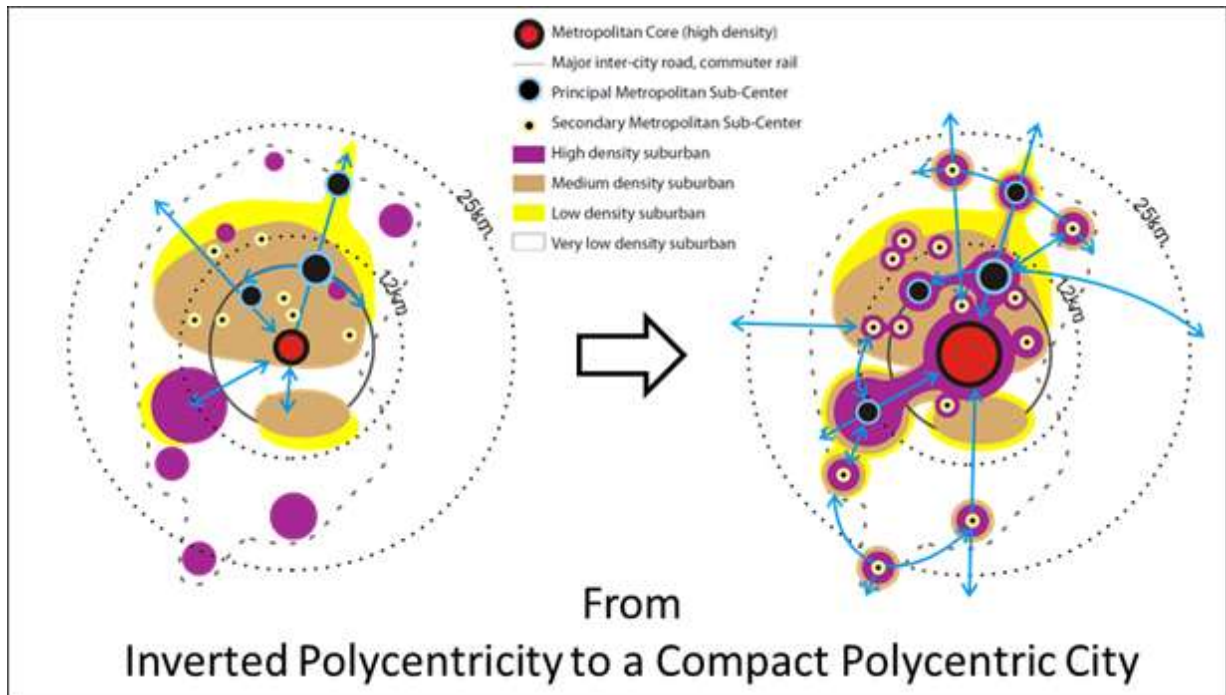 Metropolitan Core (high density)
Major inter-city road, commuter rail
Principal Metropolitan Sub-Center
Secondary Metropolitan Sub-Center
High density suburban
Medium density suburban
Low density suburban
Very low density suburban
25km
12km
25km
12km
From
Inverted Polycentricity to a Compact Polycentric City